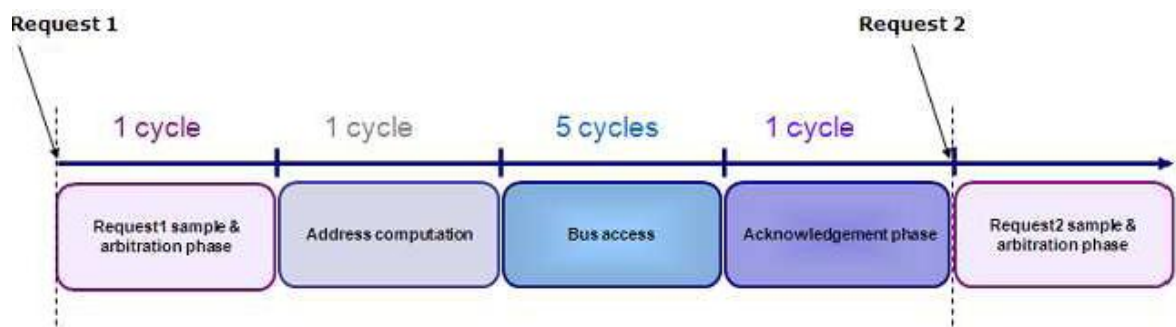 Request 1
Request 2
1 cycle
1 cycle
5 cycles
1 cycle
Request1 sample &
arbitration phase
Address computation
Bus access
Acknowledgement phase
Request2 sample &
arbitration phase